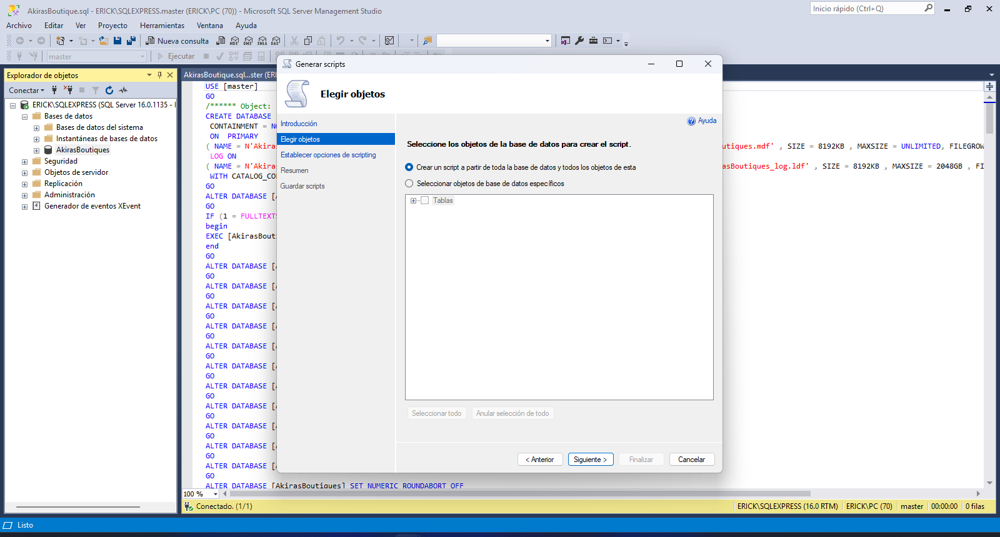 AkirasBoutique.sql - ERICK\SQLEXPRESS.master (ERICK\PC (70)) - Microsoft SQL Server Management Studio
Inicio rápido (Ctrl+Q)
Archivo Editar Ver Proyecto Herramientas Ventana Ayuda
Nueva consulta MDX DMX XMLA DAX
master Ejecutar
Explorador de objetos
Conectar
ERICK\SQLEXPRESS (SQL Server 16.0.1135 -
Bases de datos
Bases de datos del sistema
Instantáneas de bases de datos
AkirasBoutiques
Seguridad
Objetos de servidor
Replicación
Administración
Generador de eventos XEvent
AkirasBoutique.sql...ster (ERI
USE [master]
GO
/****** Object:
CREATE DATABASE
CONTAINMENT = NO
ON PRIMARY
( NAME = N'Akiras
utiques.mdf' , SIZE = 8192KB , MAXSIZE = UNLIMITED, FILEGROW
LOG ON
( NAME = N'Akiras
asBoutiques_log.ldf' , SIZE = 8192KB , MAXSIZE = 2048GB , FI
WITH CATALOG_COL
GO
ALTER DATABASE [A
GO
IF (1 = FULLTEXTS
begin
EXEC [AkirasBouti
end
GO
ALTER DATABASE [A
GO
ALTER DATABASE [A
GO
ALTER DATABASE [A
GO
ALTER DATABASE [A
GO
ALTER DATABASE [A
GO
ALTER DATABASE [A
GO
ALTER DATABASE [A
GO
ALTER DATABASE [A
GO
ALTER DATABASE [A
GO
ALTER DATABASE [A
GO
ALTER DATABASE [A
GO
ALTER DATABASE [AkirasBoutiques] SET NUMERIC_ROUNDABORT OFF
Generar scripts
Elegir objetos
Introducción
Elegir objetos
Establecer opciones de scripting
Resumen
Guardar scripts
Ayuda
Seleccione los objetos de la base de datos para crear el script.
Crear un script a partir de toda la base de datos y todos los objetos de esta
Seleccionar objetos de base de datos específicos
Tablas
Seleccionar todo Anular selección de todo
< Anterior Siguiente > Finalizar Cancelar
100 %
Conectado. (1/1)
ERICK\SQLEXPRESS (16.0 RTM) ERICK\PC (70) master 00:00:00 0 filas
Listo